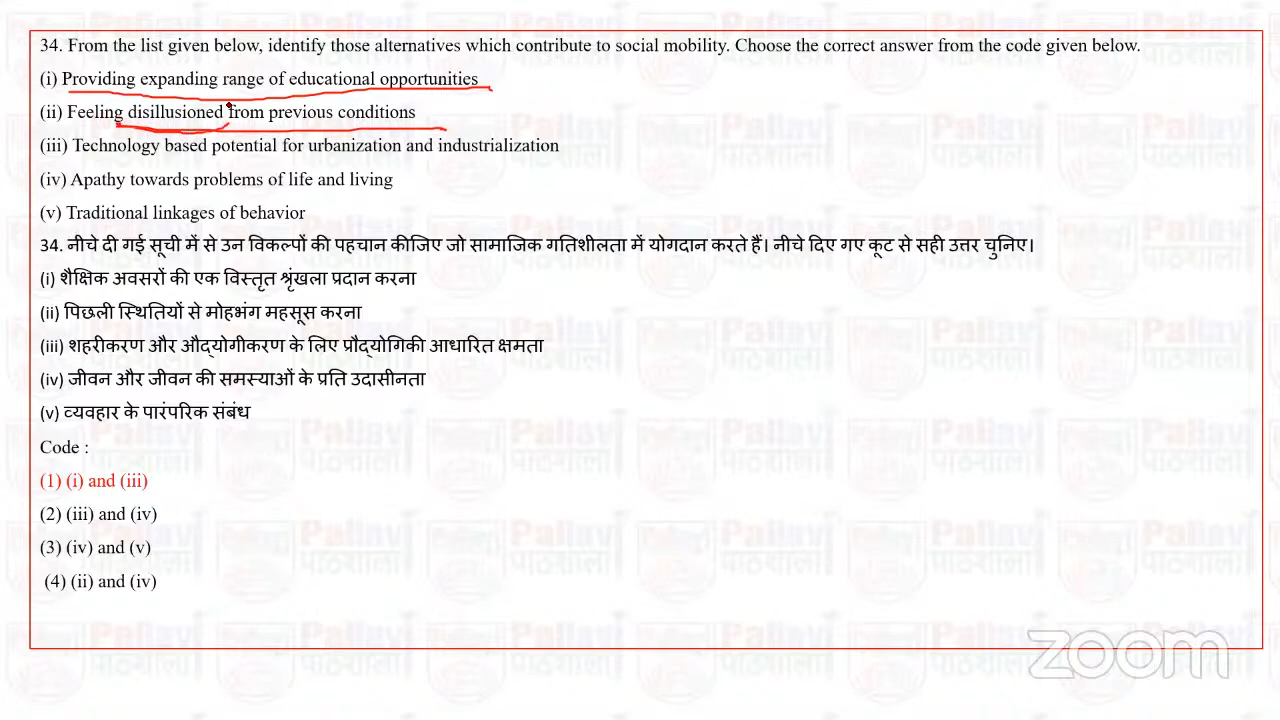 34. From the list given below, identify those alternatives which contribute to social mobility. Choose the correct answer from the code given below.
(i) Providing expanding range of educational opportunities
(ii) Feeling disillusioned from previous conditions
(iii) Technology based potential for urbanization and industrialization
(iv) Apathy towards problems of life and living
(v) Traditional linkages of behavior
34. नीचे दी गई सूची में से उन विकल्पों की पहचान कीजिए जो सामाजिक गतिशीलता में योगदान करते हैं। नीचे दिए गए कूट से सही उत्तर चुनिए।
(i) शैक्षिक अवसरों की एक विस्तृत श्रृंखला प्रदान करना
(ii) पिछली स्थितियों से मोहभंग महसूस करना
(iii) शहरीकरण और औद्योगीकरण के लिए प्रौद्योगिकी आधारित क्षमता
(iv) जीवन और जीवन की समस्याओं के प्रति उदासीनता
(v) व्यवहार के पारंपरिक संबंध
Code :
(1) (i) and (iii)
(2) (iii) and (iv)
(3) (iv) and (v)
(4) (ii) and (iv)
zoom